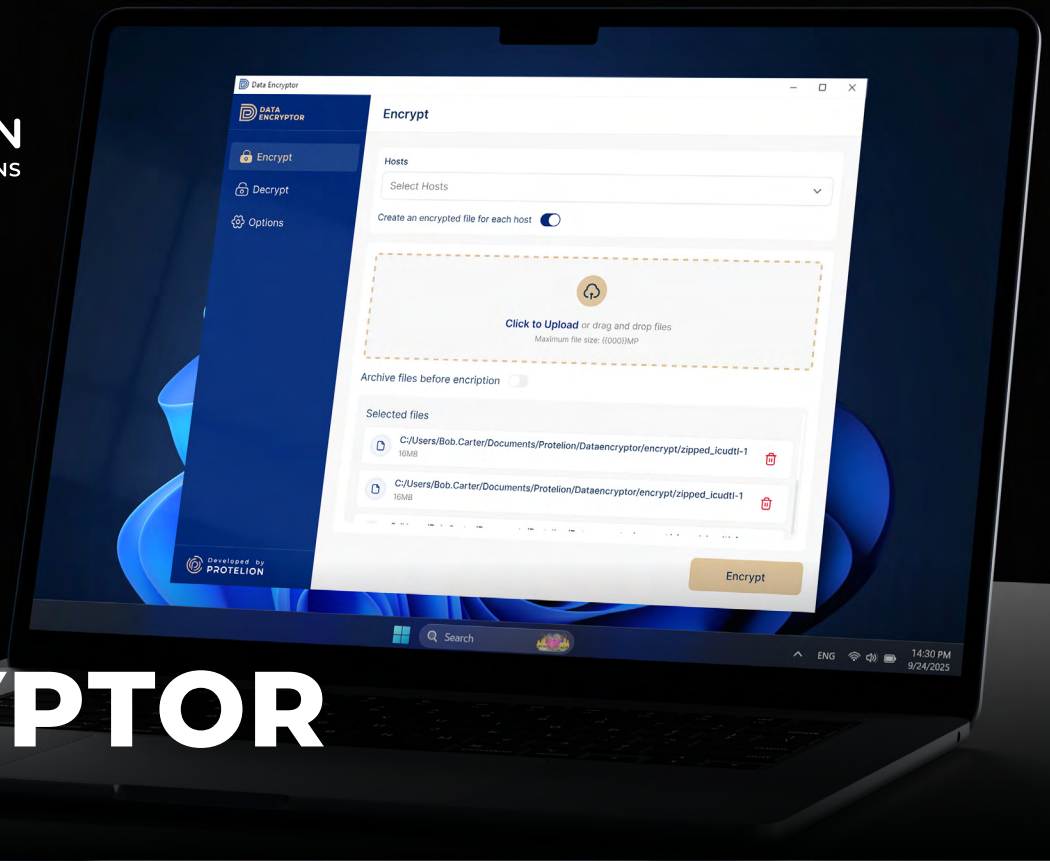 N
NS
Data Encryptor
DATA
ENCRYPTOR
Encrypt
Decrypt
Options
Developed by
PROTELION
Encrypt
Hosts
Select Hosts
Create an encrypted file for each host
Click to Upload or drag and drop files
Maximum file size: {{000}}MP
Archive files before encription
Selected files
C:/Users/Bob.Carter/Documents/Protelion/Dataencryptor/encrypt/zipped_icudtl-1
16MB
C:/Users/Bob.Carter/Documents/Protelion/Dataencryptor/encrypt/zipped_icudtl-1
16MB
Encrypt
Search
ENG
14:30 PM
9/24/2025
YPTOR